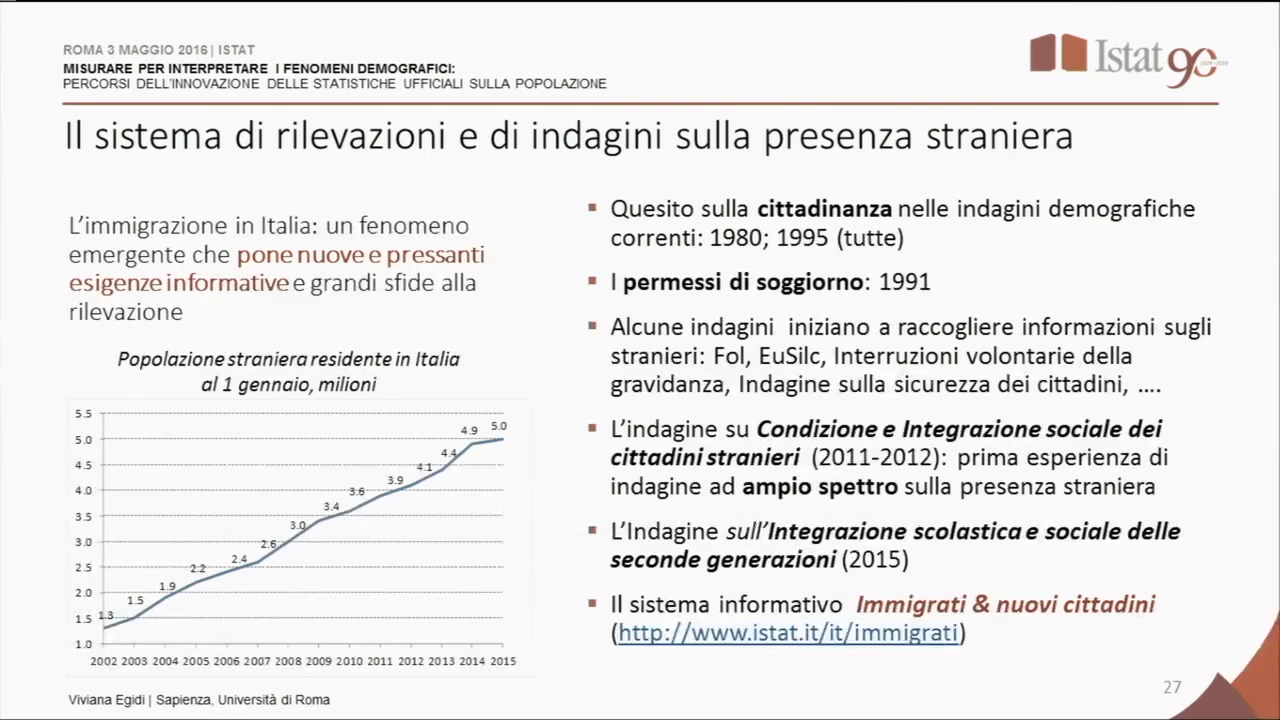 ROMA 3 MAGGIO 2016 | ISTAT
MISURARE PER INTERPRETARE I FENOMENI DEMOGRAFICI:
PERCORSI DELL'INNOVAZIONE DELLE STATISTICHE UFFICIALI SULLA POPOLAZIONE
Istat 90
Il sistema di rilevazioni e di indagini sulla presenza straniera
L'immigrazione in Italia: un fenomeno
emergente che pone nuove e pressanti
esigenze informative e grandi sfide alla
rilevazione
Popolazione straniera residente in Italia
al 1 gennaio, milioni
5.5
5.0
4.5
4.0
3.5
3.0
2.5
2.0
1.5
1.0
1.3
1.5
1.9
2.2
2.4
2.6
3.0
3.4
3.6
3.9
4.1
4.4
4.9
5.0
2002 2003 2004 2005 2006 2007 2008 2009 2010 2011 2012 2013 2014 2015
Quesito sulla cittadinanza nelle indagini demografiche
correnti: 1980; 1995 (tutte)
I permessi di soggiorno: 1991
Alcune indagini iniziano a raccogliere informazioni sugli
stranieri: Fol, EuSilc, Interruzioni volontarie della
gravidanza, Indagine sulla sicurezza dei cittadini, ....
L'indagine su Condizione e Integrazione sociale dei
cittadini stranieri (2011-2012): prima esperienza di
indagine ad ampio spettro sulla presenza straniera
L'Indagine sull'Integrazione scolastica e sociale delle
seconde generazioni (2015)
Il sistema informativo Immigrati & nuovi cittadini
(http://www.istat.it/it/immigrati)
Viviana Egidi | Sapienza, Università di Roma
27